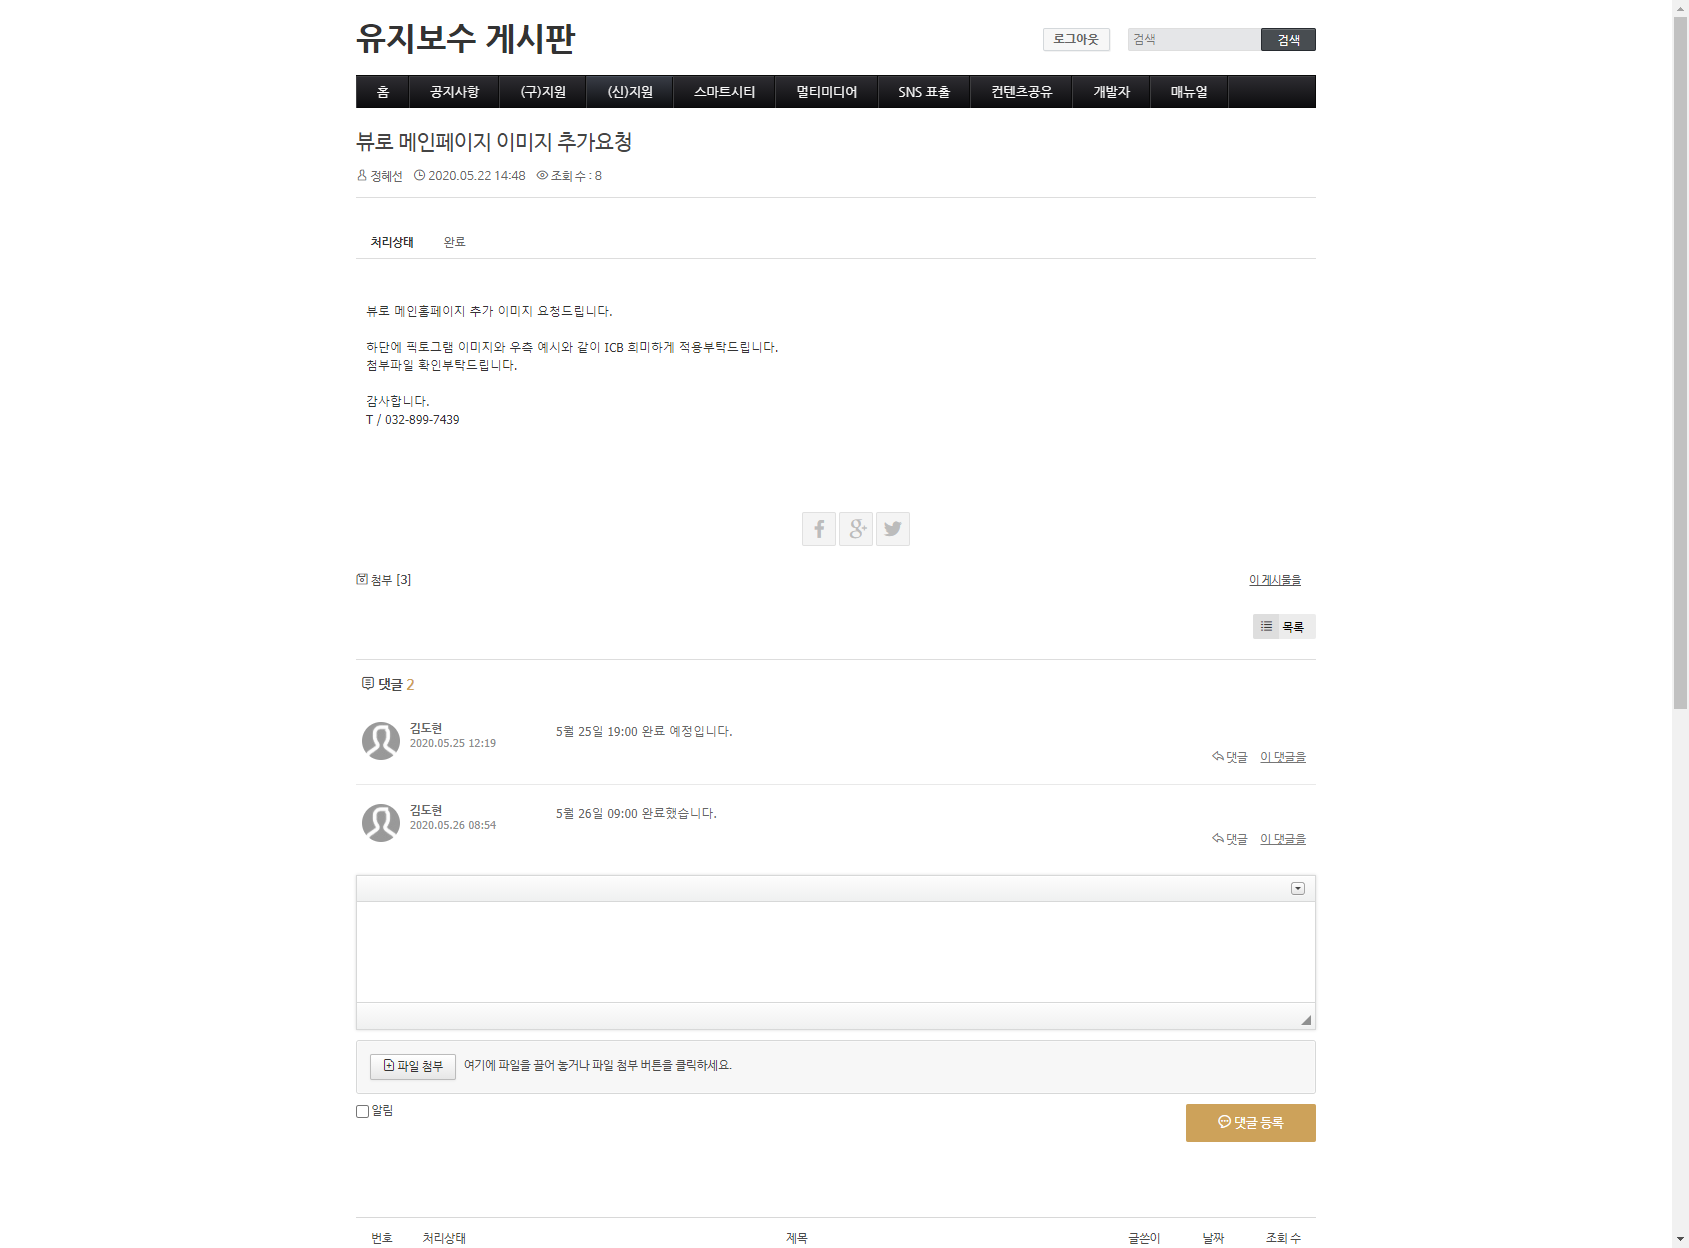 유지보수 게시판
로그아웃
검색
검색
홈
공지사항
(구)지원
(신)지원
스마트시티
멀티미디어
SNS 표출
컨텐츠공유
개발자
매뉴얼
뷰로 메인페이지 이미지 추가요청
정혜선 2020.05.22 14:48 조회 수 : 8
처리상태 완료
뷰로 메인홈페이지 추가 이미지 요청드립니다.
하단에 픽토그램 이미지와 우측 예시와 같이 ICB 희미하게 적용부탁드립니다.
첨부파일 확인부탁드립니다.
감사합니다.
T / 032-899-7439
첨부 [3]
이 게시물을
목록
댓글 2
김도현
2020.05.25 12:19
5월 25일 19:00 완료 예정입니다.
댓글 이 댓글을
김도현
2020.05.26 08:54
5월 26일 09:00 완료했습니다.
댓글 이 댓글을
파일 첨부 여기에 파일을 끌어 놓거나 파일 첨부 버튼을 클릭하세요.
알림
댓글 등록
번호 처리상태 제목 글쓴이 날짜 조회 수